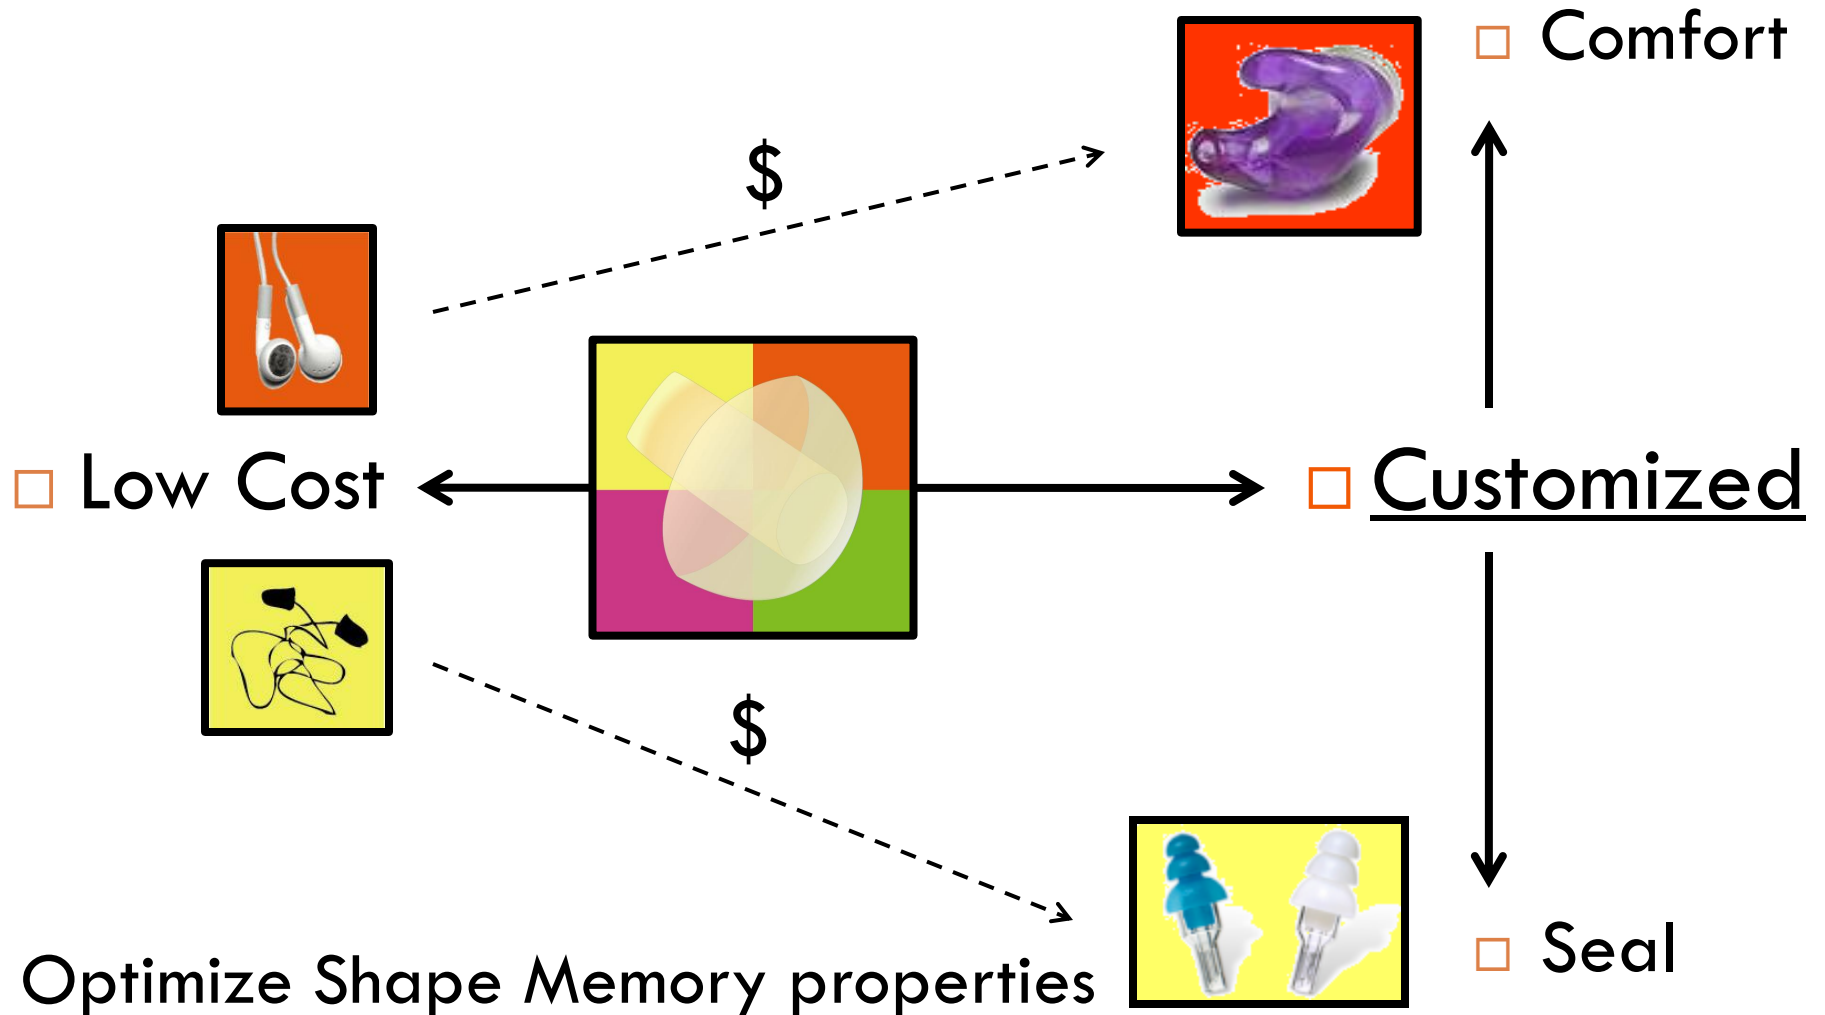 Comfort
$
Low Cost
Customized
$
Seal
Optimize Shape Memory properties